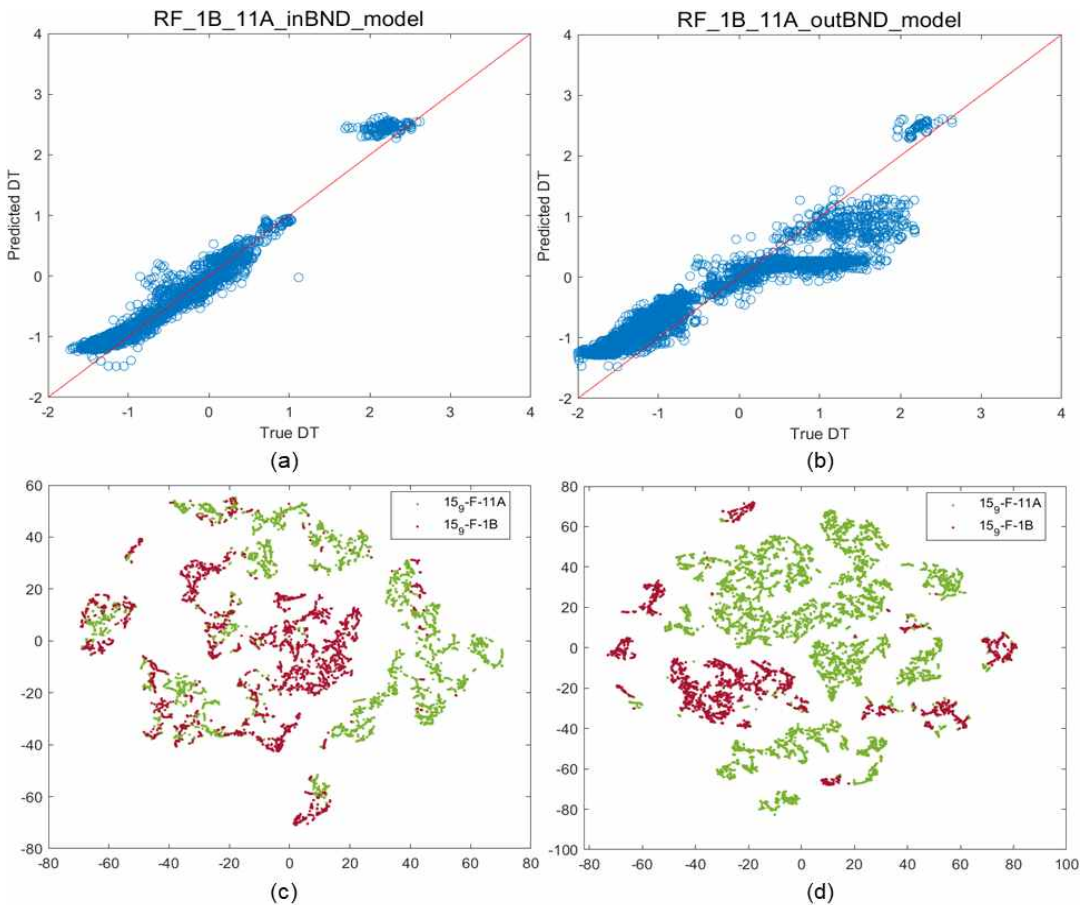 RF_1B_11A_inBND_model
4
3
2
1
0
-1
-2
Predicted DT
-2 -1 0 1 2 3 4
True DT
(a)
RF_1B_11A_outBND_model
4
3
2
1
0
-1
-2
Predicted DT
-2 -1 0 1 2 3 4
True DT
(b)
60
40
20
0
-20
-40
-60
-80
15₉-F-11A
15₉-F-1B
-80 -60 -40 -20 0 20 40 60 80
(c)
80
60
40
20
0
-20
-40
-60
-80
-100
15₉-F-11A
15₉-F-1B
-80 -60 -40 -20 0 20 40 60 80 100
(d)